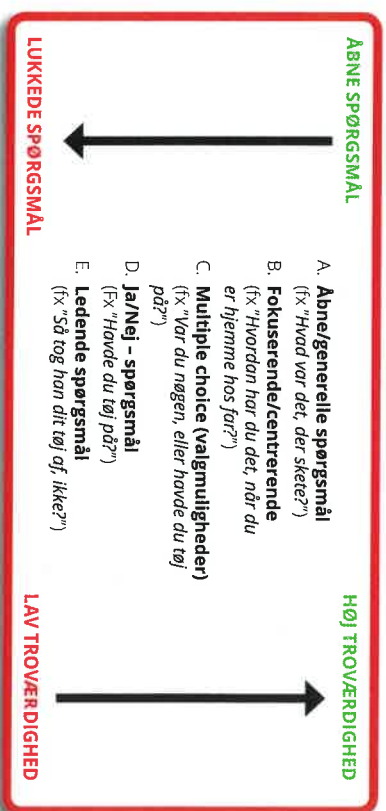 ÅBNE SPØRGSMÅL
HØJ TROVÆRDIGHED
A. Åbne/generelle spørgsmål
(fx "Hvad var det, der skete?")
B. Fokuserende/centrerende
(fx "Hvordan har du det, når du
er hjemme hos far?")
C. Multiple choice (valgmuligheder)
(fx "Var du nøgen, eller havde du tøj
på?")
D. Ja/Nej – spørgsmål
(Fx "Havde du tøj på?")
E. Ledende spørgsmål
(fx "Så tog han dit tøj af, ikke?")
LUKKEDE SPØRGSMÅL
LAV TROVÆRDIGHED